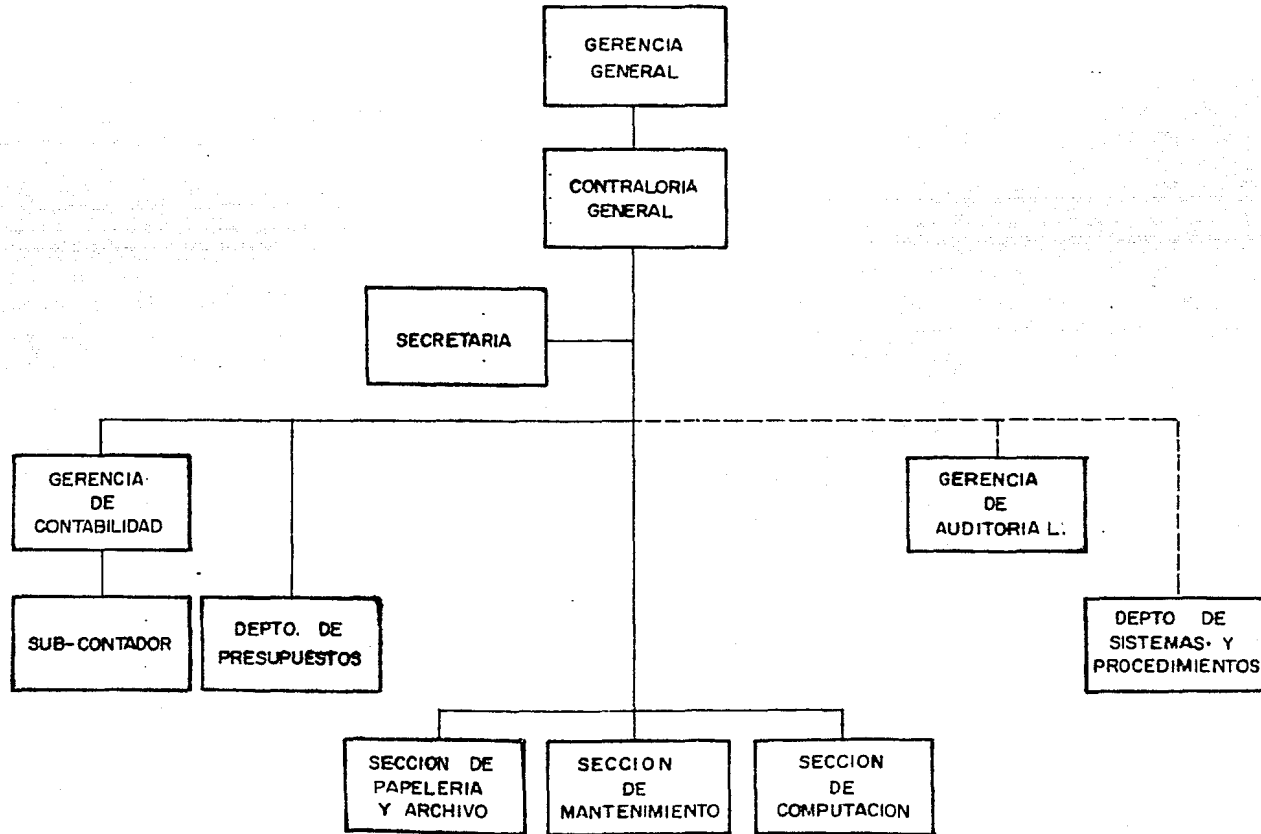 GERENCIA
GENERAL
CONTRALORIA
GENERAL
SECRETARIA
GERENCIA
DE
CONTABILIDAD
GERENCIA
DE
AUDITORIA L.
SUB-CONTADOR
DEPTO. DE
PRESUPUESTOS
DEPTO DE
SISTEMAS Y
PROCEDIMIENTOS
SECCION DE
PAPELERIA
Y ARCHIVO
SECCION
DE
MANTENIMIENTO
SECCION
DE
COMPUTACION